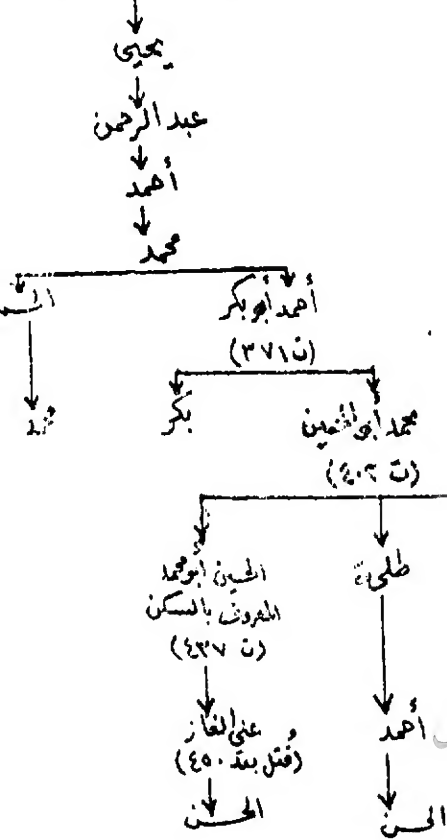 يحيى
عبد الرحمن
أحمد
محمد
أحمد أبو بكر
(ت ٣٧١)
بكر
محمد أبو الحسين
(ت ٤٠٢)
طلحة
الحسين أبو محمد
المعروف بالسكن
(ت ٤٣٧)
أحمد
علي الغاز
(قتل بعد ٤٥٠)
الحسن
الحسن